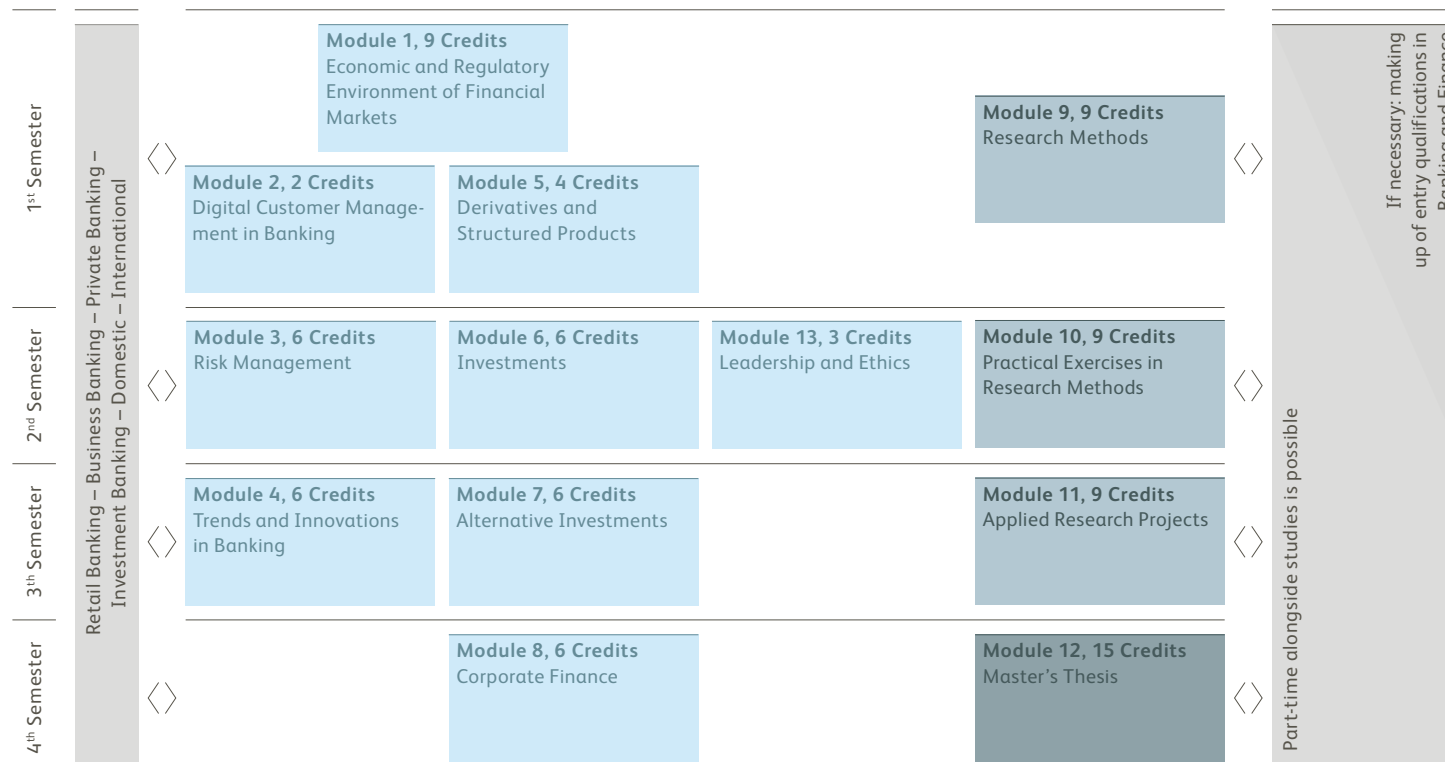 1st Semester
2nd Semester
3th Semester
4th Semester
Retail Banking – Business Banking – Private Banking –
Investment Banking – Domestic – International
Module 1, 9 Credits
Economic and Regulatory
Environment of Financial
Markets
Module 2, 2 Credits
Digital Customer Manage-
ment in Banking
Module 5, 4 Credits
Derivatives and
Structured Products
Module 9, 9 Credits
Research Methods
Module 3, 6 Credits
Risk Management
Module 6, 6 Credits
Investments
Module 13, 3 Credits
Leadership and Ethics
Module 10, 9 Credits
Practical Exercises in
Research Methods
Module 4, 6 Credits
Trends and Innovations
in Banking
Module 7, 6 Credits
Alternative Investments
Module 11, 9 Credits
Applied Research Projects
Module 8, 6 Credits
Corporate Finance
Module 12, 15 Credits
Master's Thesis
If necessary: making
up of entry qualifications in
Banking and Finance
Part-time alongside studies is possible